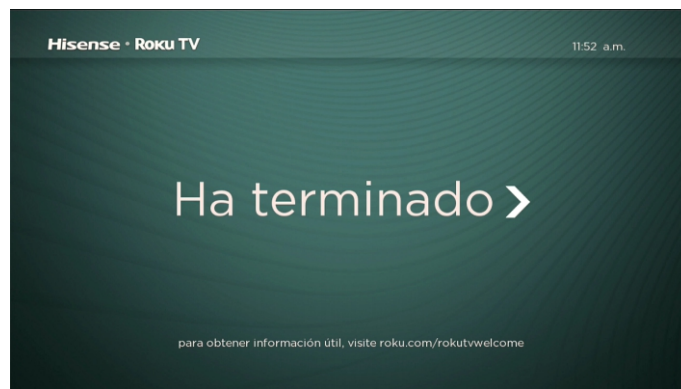 Hisense • Roku TV
11:52 a.m.
Ha terminado
para obtener información útil, visite roku.com/rokutvwelcome